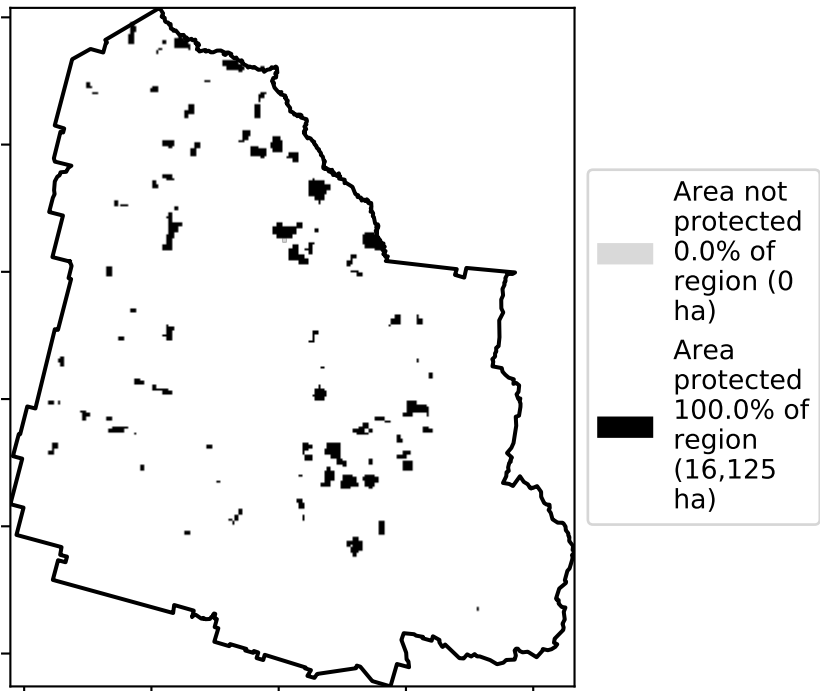 Area not
protected
0.0% of
region (0
ha)
Area
protected
100.0% of
region
(16,125
ha)